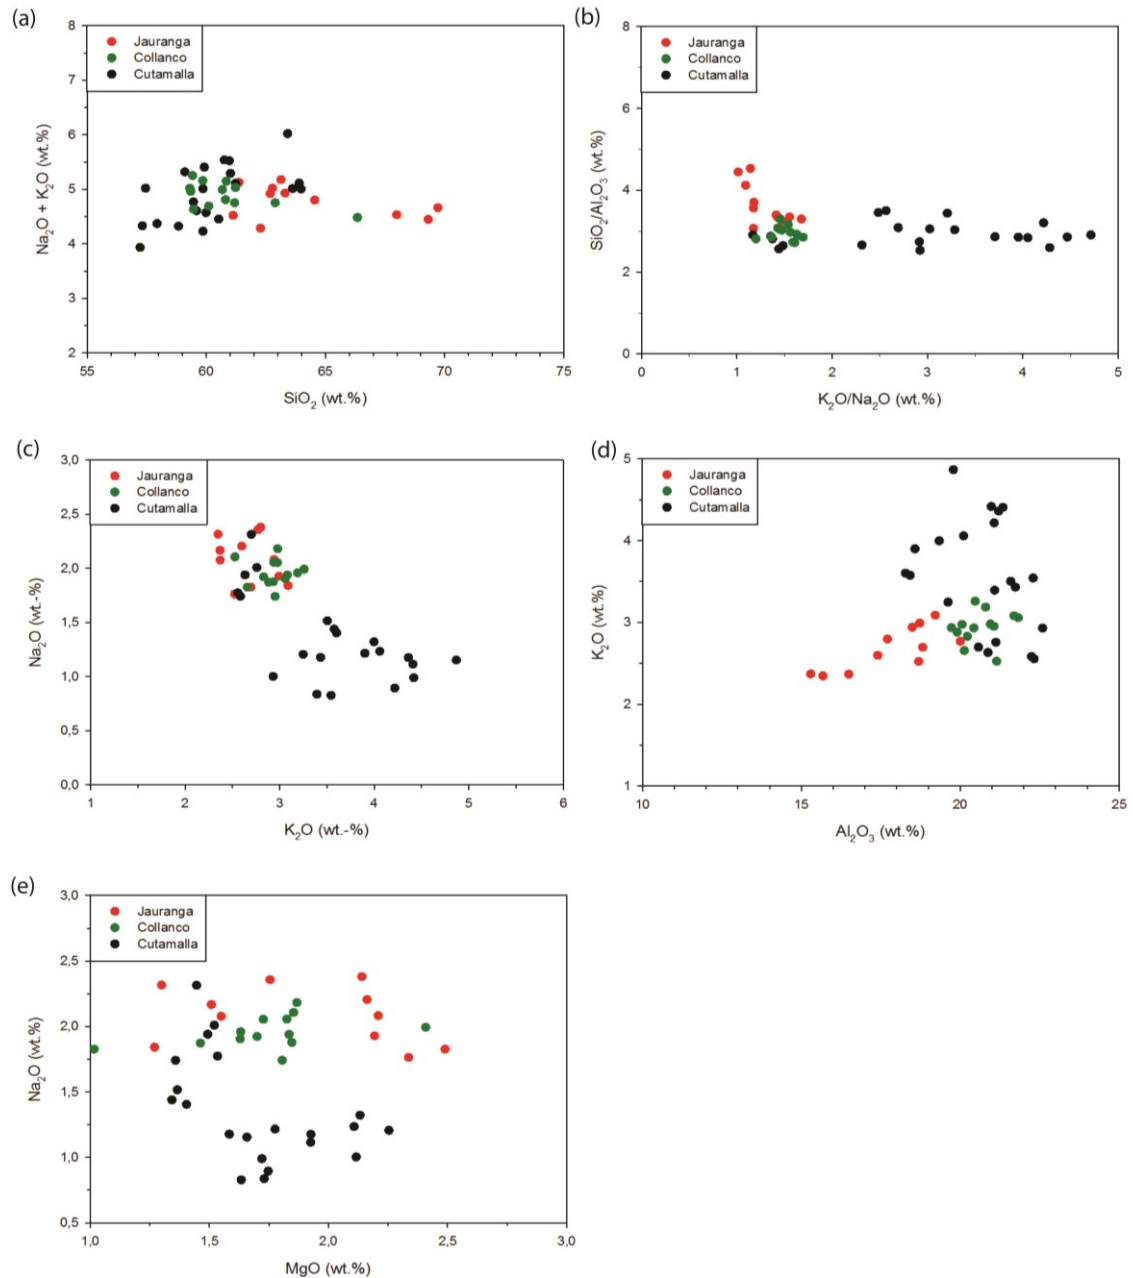 (a)
8
7
6
5
4
3
2
Na₂O + K₂O (wt.%)
Jauranga
Collanco
Cutamalla
55 60 65 70 75
SiO₂ (wt.%)
(b)
8
6
4
2
0
SiO₂/Al₂O₃ (wt.%)
Jauranga
Collanco
Cutamalla
0 1 2 3 4 5
K₂O/Na₂O (wt.%)
(c)
3,0
2,5
2,0
1,5
1,0
0,5
0,0
Na₂O (wt.-%)
Jauranga
Collanco
Cutamalla
1 2 3 4 5 6
K₂O (wt.-%)
(d)
5
4
3
2
1
K₂O (wt.%)
Jauranga
Collanco
Cutamalla
10 15 20 25
Al₂O₃ (wt.%)
(e)
3,0
2,5
2,0
1,5
1,0
0,5
Na₂O (wt.%)
Jauranga
Collanco
Cutamalla
1,0 1,5 2,0 2,5 3,0
MgO (wt.%)